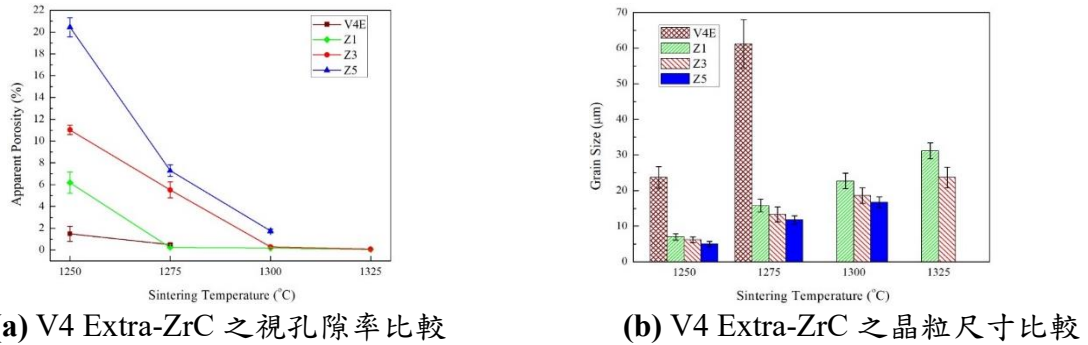 22
20
18
16
14
12
10
8
6
4
2
0
Apparent Porosity (%)
V4E
Z1
Z3
Z5
1250 1275 1300 1325
Sintering Temperature (°C)
70
60
50
40
30
20
10
0
Grain Size (μm)
V4E
Z1
Z3
Z5
1250 1275 1300 1325
Sintering Temperature (°C)
a) V4 Extra-ZrC 之視孔隙率比較
(b) V4 Extra-ZrC 之晶粒尺寸比較